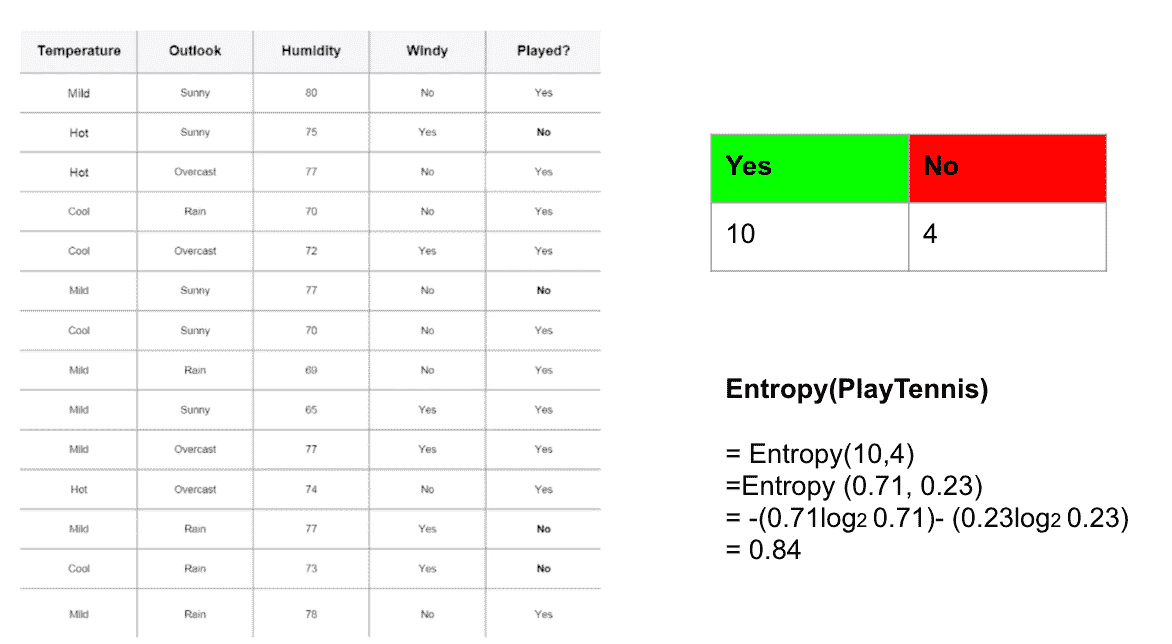 Temperature Outlook Humidity Windy Played?
Mild Sunny 80 No Yes
Hot Sunny 75 Yes No
Hot Overcast 77 No Yes
Cool Rain 70 No Yes
Cool Overcast 72 Yes Yes
Mild Sunny 77 No No
Cool Sunny 70 No Yes
Mild Rain 69 No Yes
Mild Sunny 65 Yes Yes
Mild Overcast 77 Yes Yes
Hot Overcast 74 No Yes
Mild Rain 77 Yes No
Cool Rain 73 Yes No
Mild Rain 78 No Yes
Yes No
10 4
Entropy(PlayTennis)
= Entropy(10,4)
=Entropy (0.71, 0.23)
= -(0.71log2 0.71)- (0.23log2 0.23)
= 0.84